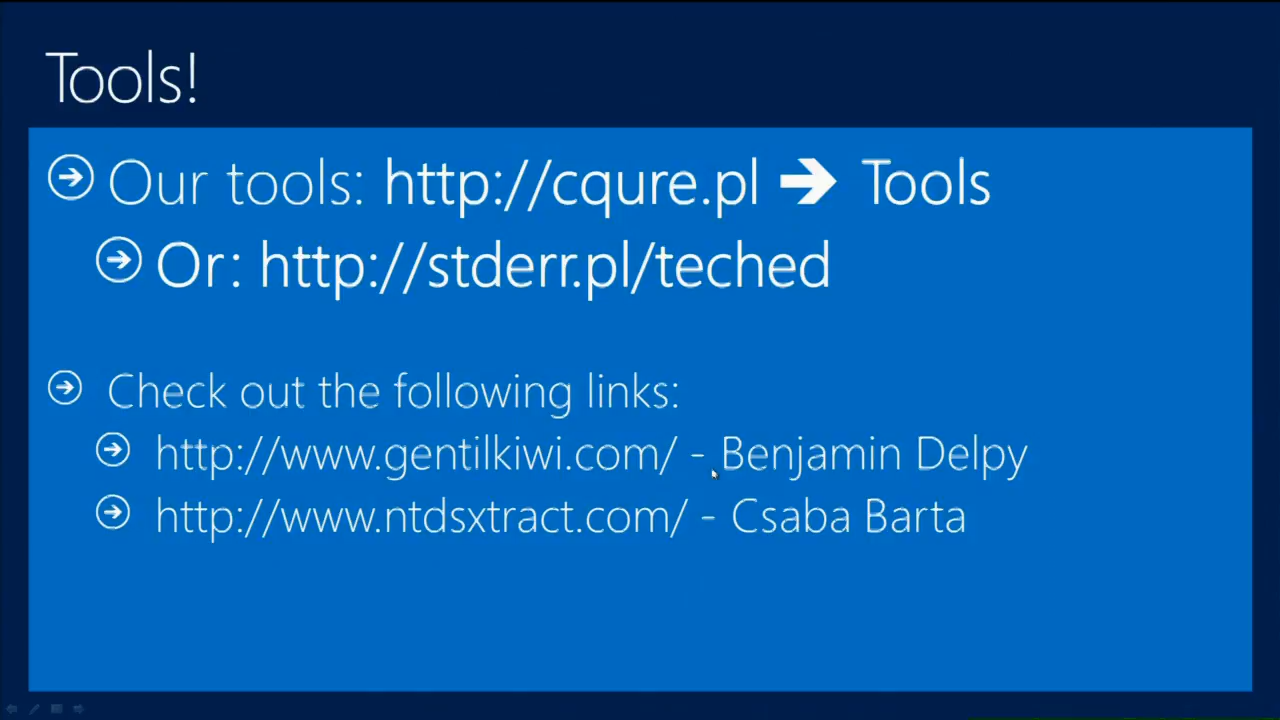 Tools!
Our tools: http://cqure.pl ➔ Tools
Or: http://stderr.pl/teched
Check out the following links:
http://www.gentilkiwi.com/ - Benjamin Delpy
http://www.ntdsxtract.com/ - Csaba Barta